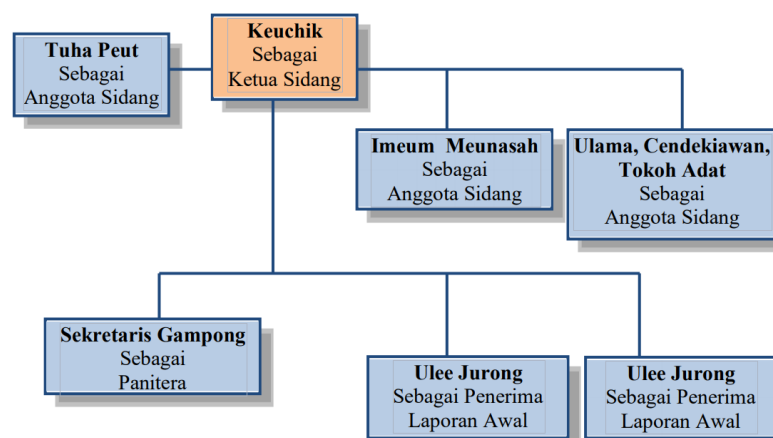 Tuha Peut
Sebagai
Anggota Sidang
Keuchik
Sebagai
Ketua Sidang
Imeum Meunasah
Sebagai
Anggota Sidang
Ulama, Cendekiawan,
Tokoh Adat
Sebagai
Anggota Sidang
Sekretaris Gampong
Sebagai
Panitera
Ulee Jurong
Sebagai Penerima
Laporan Awal
Ulee Jurong
Sebagai Penerima
Laporan Awal